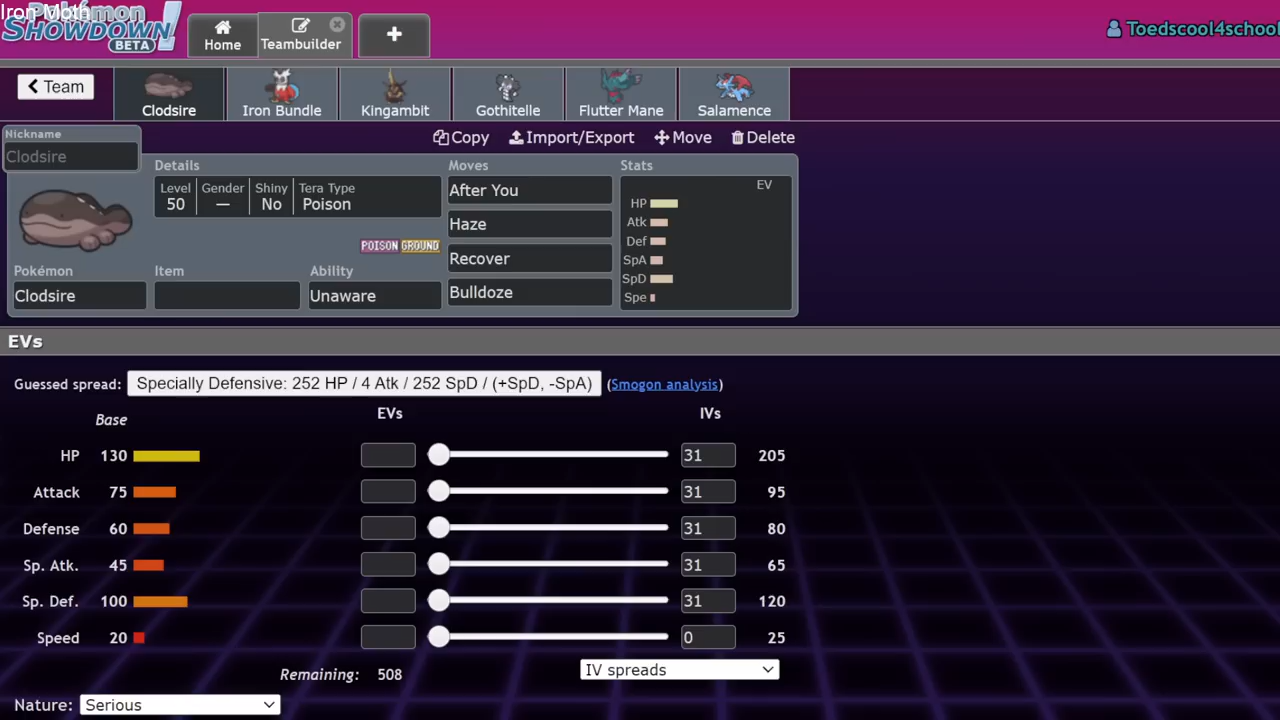 Iron Moth
Pokémon
SHOWDOWN!
BETA
Home
Teambuilder
+
Toedscool4school
Team
Clodsire
Iron Bundle
Kingambit
Gothitelle
Flutter Mane
Salamence
Copy
Import/Export
Move
Delete
Nickname
Clodsire
Details
Level
Gender
Shiny
Tera Type
50
—
No
Poison
POISON GROUND
Pokémon
Clodsire
Item
Ability
Unaware
Moves
After You
Haze
Recover
Bulldoze
Stats
EV
HP
Atk
Def
SpA
SpD
Spe
EVs
Guessed spread: Specially Defensive: 252 HP / 4 Atk / 252 SpD / (+SpD, -SpA) (Smogon analysis)
Base EVs IVs
HP 130 31 205
Attack 75 31 95
Defense 60 31 80
Sp. Atk. 45 31 65
Sp. Def. 100 31 120
Speed 20 0 25
Remaining: 508
IV spreads
Nature: Serious